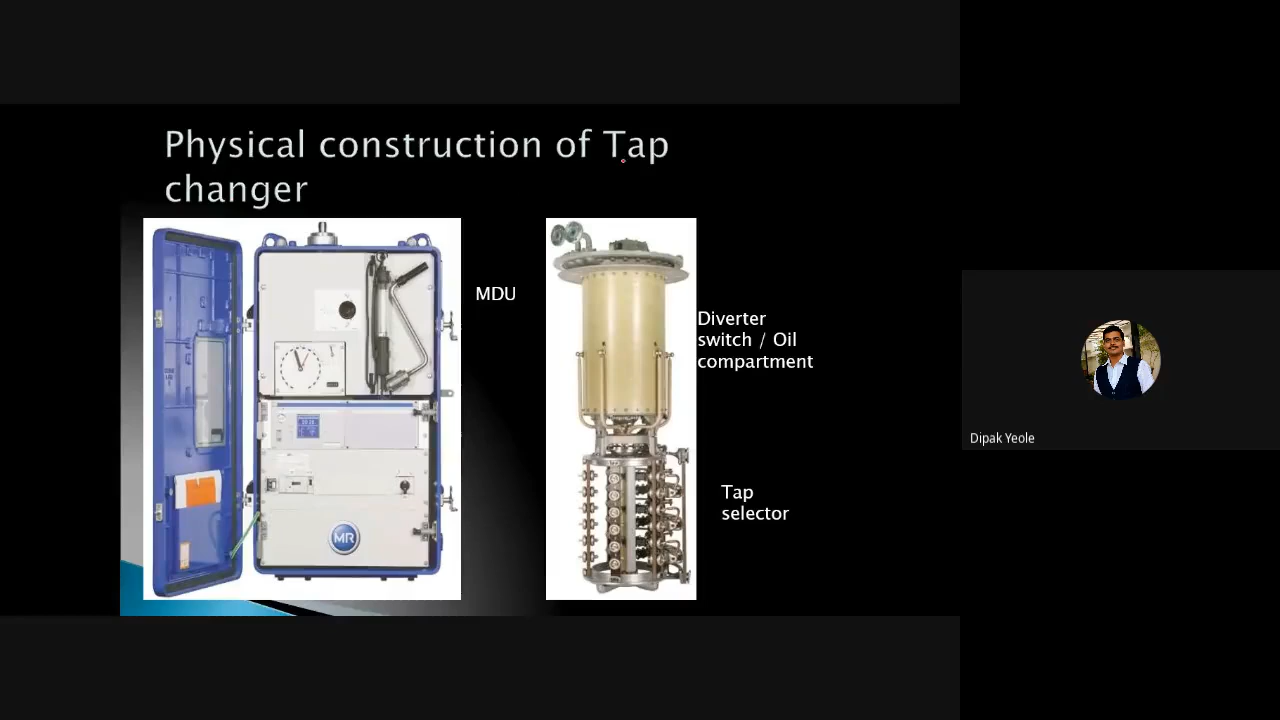 Physical construction of Tap
changer
MDU
Diverter
switch / Oil
compartment
Tap
selector
MR
Dipak Yeole